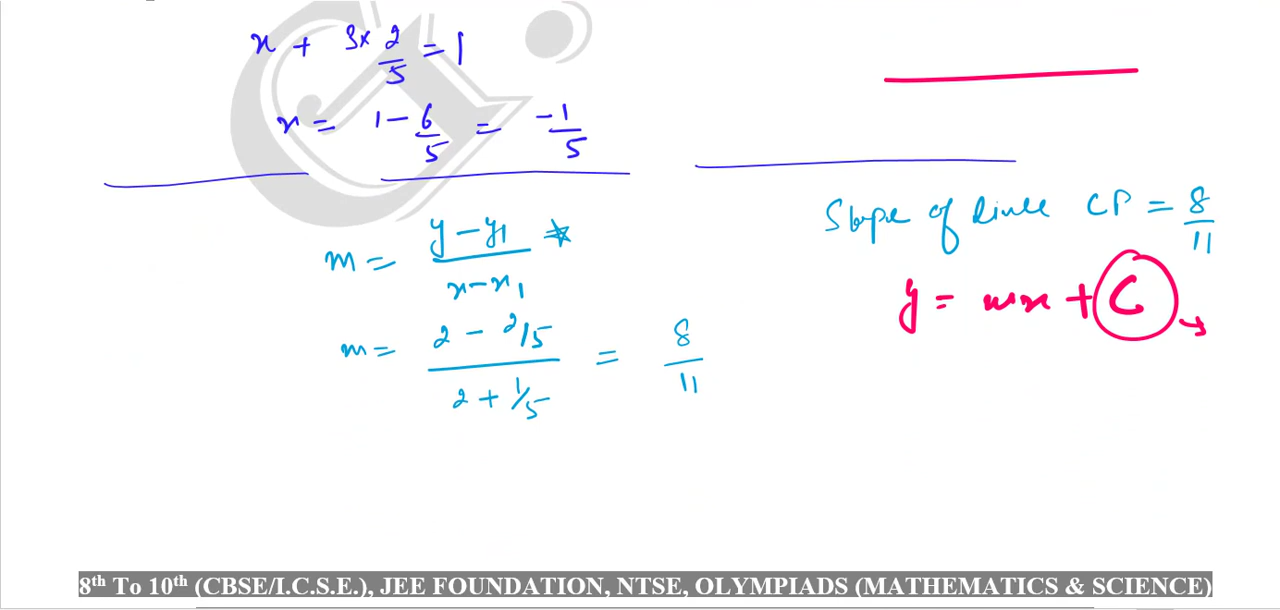 x + 3× 2/5 = 1
x = 1 - 6/5 = -1/5
m = y - y1 / x - x1
Slope of line CP = 8/11
y = mx + C →
m = 2 - 2/5 / 2 + 1/5 = 8/11
8th To 10th (CBSE/I.C.S.E.), JEE FOUNDATION, NTSE, OLYMPIADS (MATHEMATICS & SCIENCE)